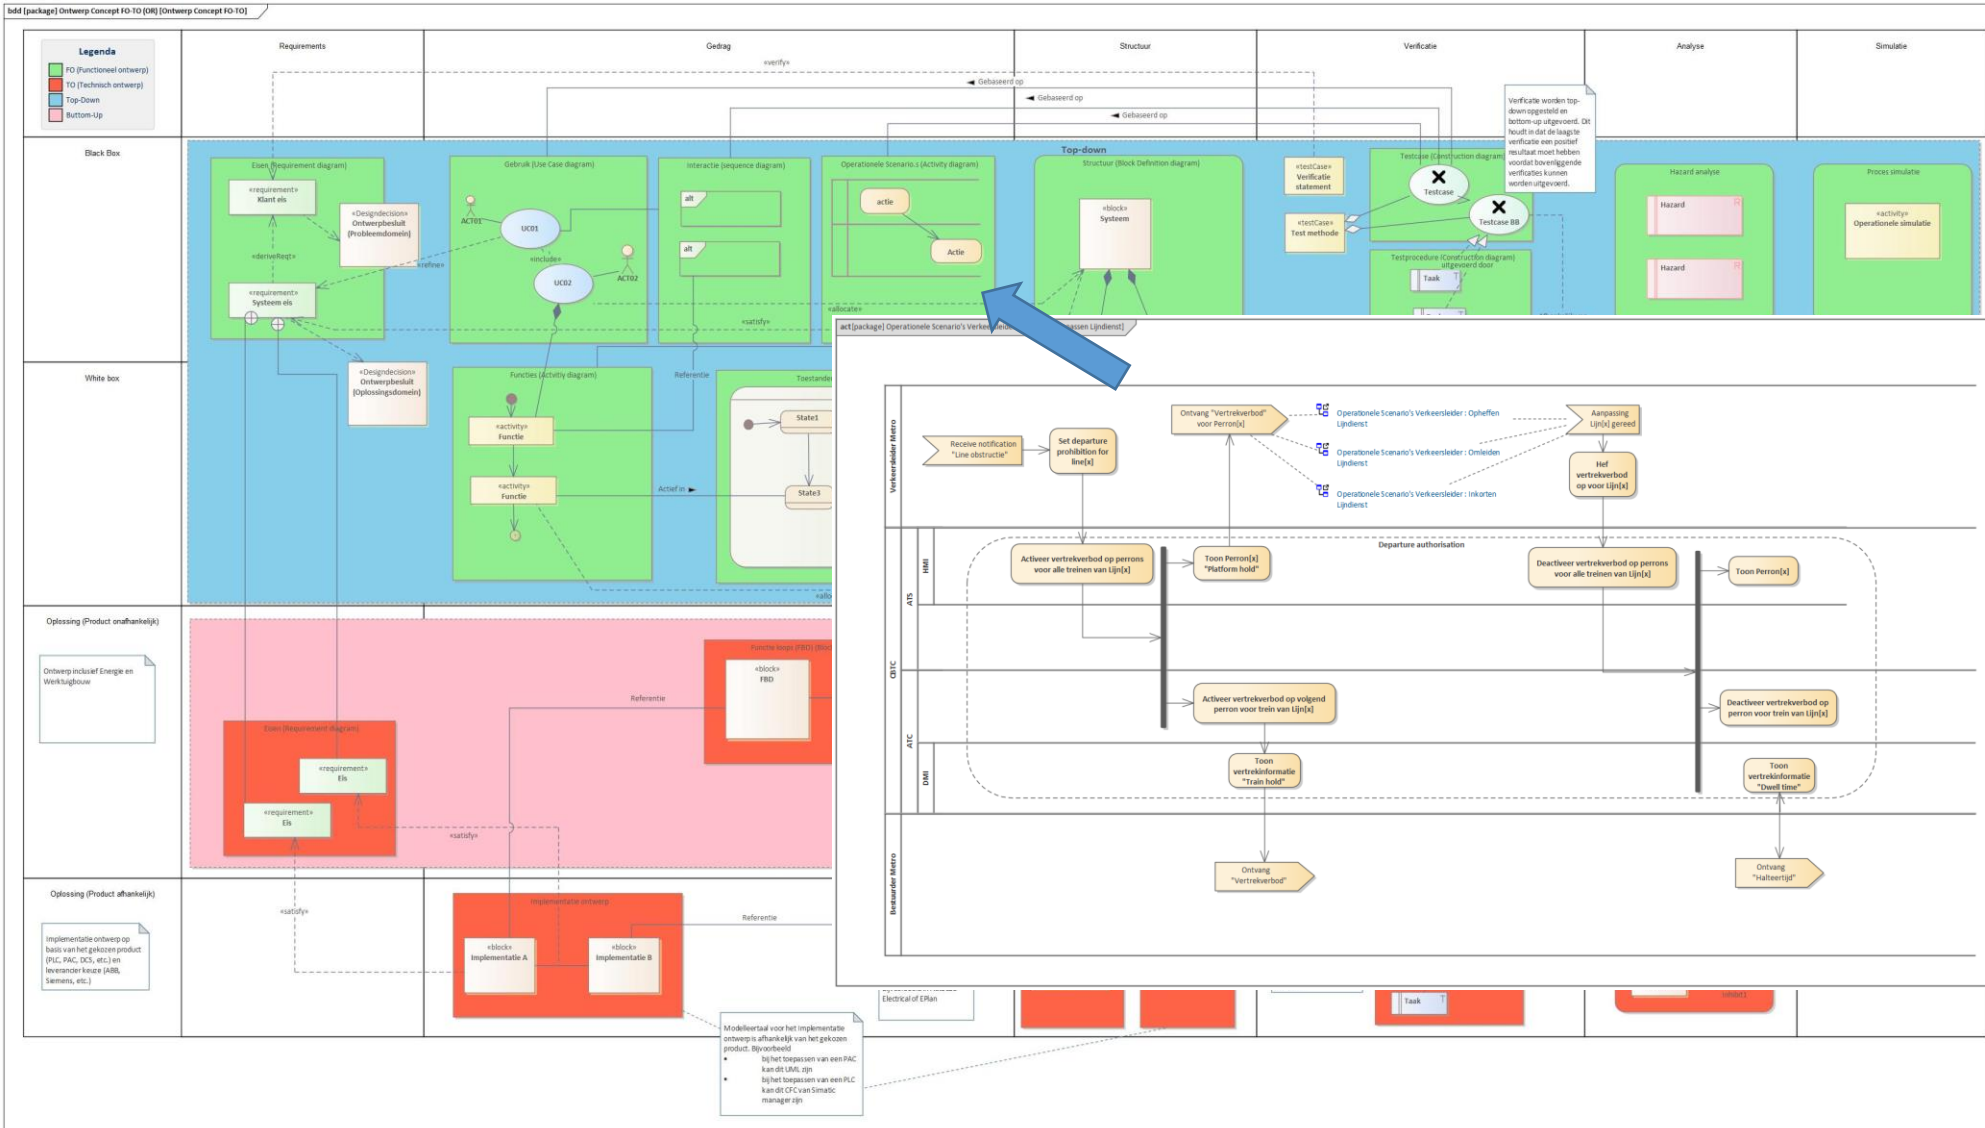 bdd [package] Ontwerp Concept FO-TO (OR) [Ontwerp Concept FO-TO]
Legenda
FO (Functioneel ontwerp)
TO (Technisch ontwerp)
Top-Down
Buttom-Up
Requirements
Gedrag
Structuur
Verificatie
Analyse
Simulatie
«verify»
Gebaseerd op
Gebaseerd op
Gebaseerd op
Verificatie worden top-
down opgesteld en
bottom-up uitgevoerd. Dit
houdt in dat de laagste
verificatie een positief
resultaat moet hebben
voordat bovenliggende
verificaties kunnen
worden uitgevoerd.
Black Box
Top-down
Eisen (Requirement diagram)
«requirement»
Klant eis
«Designdecision»
Ontwerpbesluit
(Probleemdomein)
«deriveReqt»
«refine»
«requirement»
Systeem eis
Gebruik (Use Case diagram)
ACT01
UC01
«include»
UC02
ACT02
Interactie (sequence diagram)
alt
alt
Operationele Scenario.s (Activity diagram)
actie
Actie
«satisfy»
«allocate»
Structuur (Block Definition diagram)
«block»
Systeem
«testCase»
Verificatie
statement
«testCase»
Test methode
Testcase (Construction diagram)
Testcase
Testcase BB
Testprocedure (Construction diagram)
uitgevoerd door
Taak
Hazard analyse
Hazard
Hazard
Proces simulatie
«activity»
Operationele simulatie
White box
«Designdecision»
Ontwerpbesluit
(Oplossingsdomein)
Functies (Activtiy diagram)
«activity»
Functie
«activity»
Functie
Referentie
Actief in
Toestande
State1
State3
«allo
act [package] Operationele Scenario's Verkeersleide
passen Lijndienst]
Verkeersleider Metro
Receive notification
"Line obstructie"
Set departure
prohibition for
line[x]
Ontvang "Vertrekverbod"
voor Perron[x]
Operationele Scenario's Verkeersleider : Opheffen
Lijndienst
Operationele Scenario's Verkeersleider : Omleiden
Lijndienst
Operationele Scenario's Verkeersleider : Inkorten
Lijndienst
Aanpassing
Lijn[x] gereed
Hef
vertrekverbod
op voor Lijn[x]
CBTC
ATS
HMI
Departure authorisation
Activeer vertrekverbod op perrons
voor alle treinen van Lijn[x]
Toon Perron[x]
"Platform hold"
Deactiveer vertrekverbod op perrons
voor alle treinen van Lijn[x]
Toon Perron[x]
ATC
Activeer vertrekverbod op volgend
perron voor trein van Lijn[x]
Deactiveer vertrekverbod op
perron voor trein van Lijn[x]
DMI
Toon
vertrekinformatie
"Train hold"
Toon
vertrekinformatie
"Dwell time"
Bestuurder Metro
Ontvang
"Vertrekverbod"
Ontvang
"Halteertijd"
Oplossing (Product onafhankelijk)
Ontwerp inclusief Energie en
Werktuigbouw
Functie loops (FBD) (Bloc
«block»
FBD
Referentie
Eisen (Requirement diagram)
«requirement»
Eis
«requirement»
Eis
«satisfy»
Oplossing (Product afhankelijk)
Implementatie ontwerp op
basis van het gekozen product
(PLC, PAC, DCS, etc.) en
leverancier keuze (ABB,
Siemens, etc.)
«satisfy»
Implementatie ontwerp
«block»
Implementatie A
«block»
Implementatie B
Referentie
Electrical of EPlan
Taak
Modelleertaal voor het Implementatie
ontwerp is afhankelijk van het gekozen
product. Bijvoorbeeld
• bij het toepassen van een PAC
kan dit UML zijn
• bij het toepassen van een PLC
kan dit CFC van Simatic
manager zijn